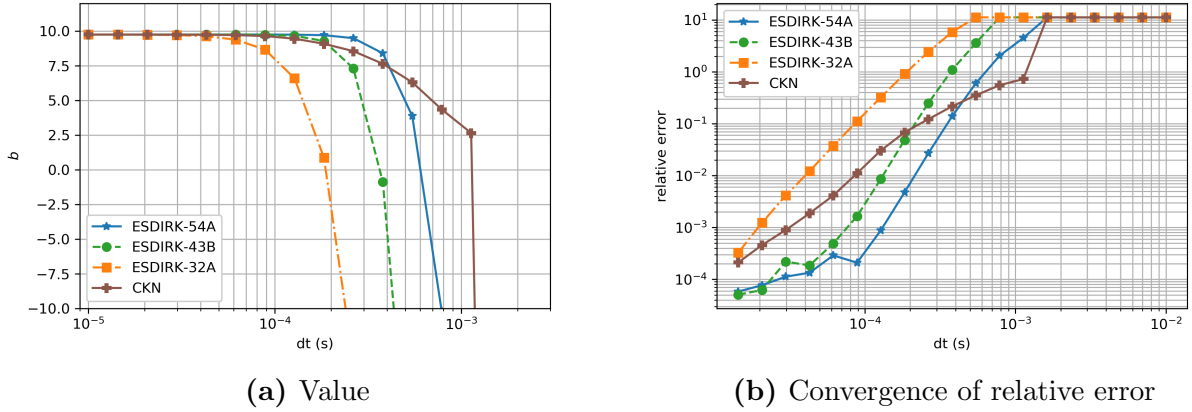 10.0
7.5
5.0
2.5
0.0
−2.5
−5.0
−7.5
−10.0
b
ESDIRK-54A
ESDIRK-43B
ESDIRK-32A
CKN
10⁻⁵
10⁻⁴
10⁻³
dt (s)
(a) Value
10¹
10⁰
10⁻¹
10⁻²
10⁻³
10⁻⁴
relative error
ESDIRK-54A
ESDIRK-43B
ESDIRK-32A
CKN
10⁻⁴
10⁻³
10⁻²
dt (s)
(b) Convergence of relative error